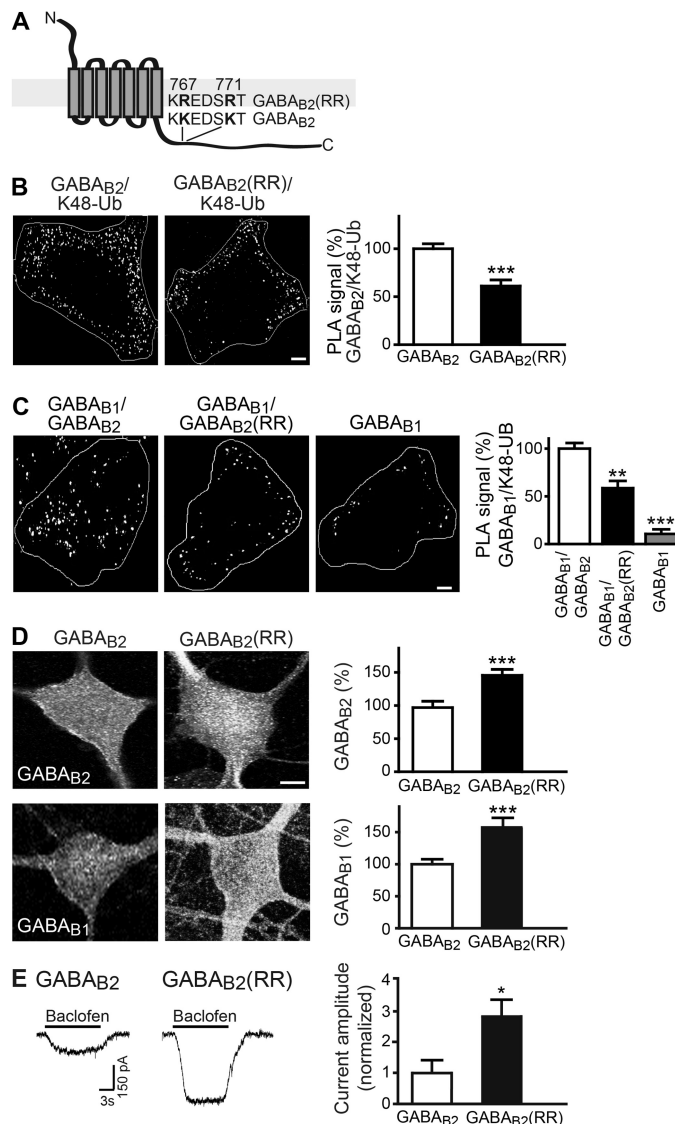 A
N
767 771
KREDSRT GABAB2(RR)
KKEDSKT GABAB2
C
B
GABAB2/
K48-Ub
GABAB2(RR)/
K48-Ub
PLA signal (%)
GABAB2/K48-Ub
100
50
0
***
GABAB2 GABAB2(RR)
C
GABAB1/
GABAB2
GABAB1/
GABAB2(RR)
GABAB1
PLA signal (%)
GABAB1/K48-UB
100
50
0
**
***
GABAB1/
GABAB2
GABAB1/
GABAB2(RR)
GABAB1
D
GABAB2 GABAB2(RR)
GABAB2
GABAB2 (%)
150
100
50
0
***
GABAB2 GABAB2(RR)
GABAB1
GABAB1 (%)
150
100
50
0
***
GABAB2 GABAB2(RR)
E
GABAB2 GABAB2(RR)
Baclofen Baclofen
150 pA
3s
Current amplitude
(normalized)
4
3
2
1
0
*
GABAB2 GABAB2(RR)